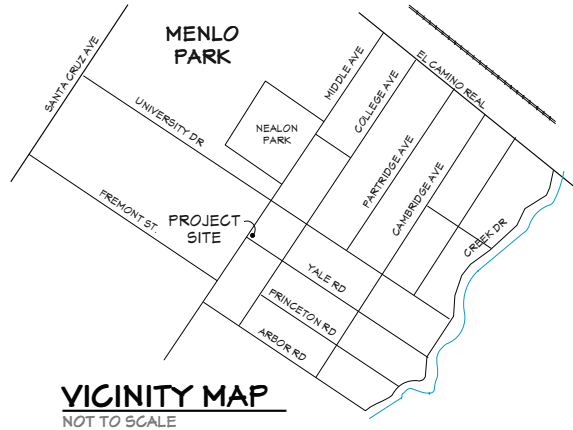 MENLO
PARK
SANTA CRUZ AVE
MIDDLE AVE
EL CAMINO REAL
COLLEGE AVE
UNIVERSITY DR
NEALON
PARK
PARTRIDGE AVE
CAMBRIDGE AVE
FREMONT ST.
PROJECT
SITE
CREEK DR
YALE RD
PRINCETON RD
ARBOR RD
VICINITY MAP
NOT TO SCALE